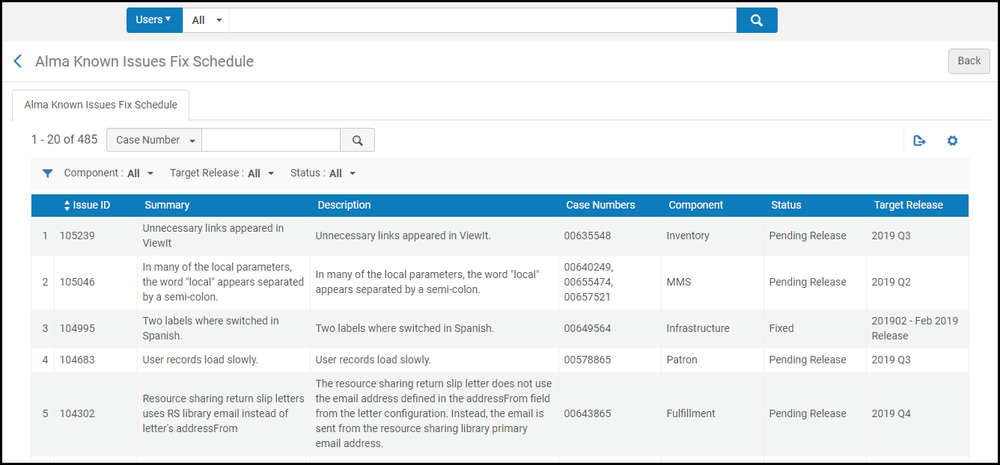 Users All
Alma Known Issues Fix Schedule
Back
Alma Known Issues Fix Schedule
1 - 20 of 485 Case Number
Component : All Target Release : All Status : All
Issue ID Summary Description Case Numbers Component Status Target Release
1 105239
Unnecessary links appeared in
ViewIt
Unnecessary links appeared in ViewIt.
00635548
Inventory
Pending Release
2019 Q3
2 105046
In many of the local parameters,
the word "local" appears separated
by a semi-colon.
In many of the local parameters, the word "local"
appears separated by a semi-colon.
00640249,
00655474,
00657521
MMS
Pending Release
2019 Q2
3 104995
Two labels where switched in
Spanish.
Two labels where switched in Spanish.
00649564
Infrastructure
Fixed
201902 - Feb 2019
Release
4 104683
User records load slowly.
User records load slowly.
00578865
Patron
Pending Release
2019 Q3
5 104302
Resource sharing return slip letters
uses RS library email instead of
letter's addressFrom
The resource sharing return slip letter does not use
the email address defined in the addressFrom field
from the letter configuration. Instead, the email is
sent from the resource sharing library primary
email address.
00643865
Fulfillment
Pending Release
2019 Q4